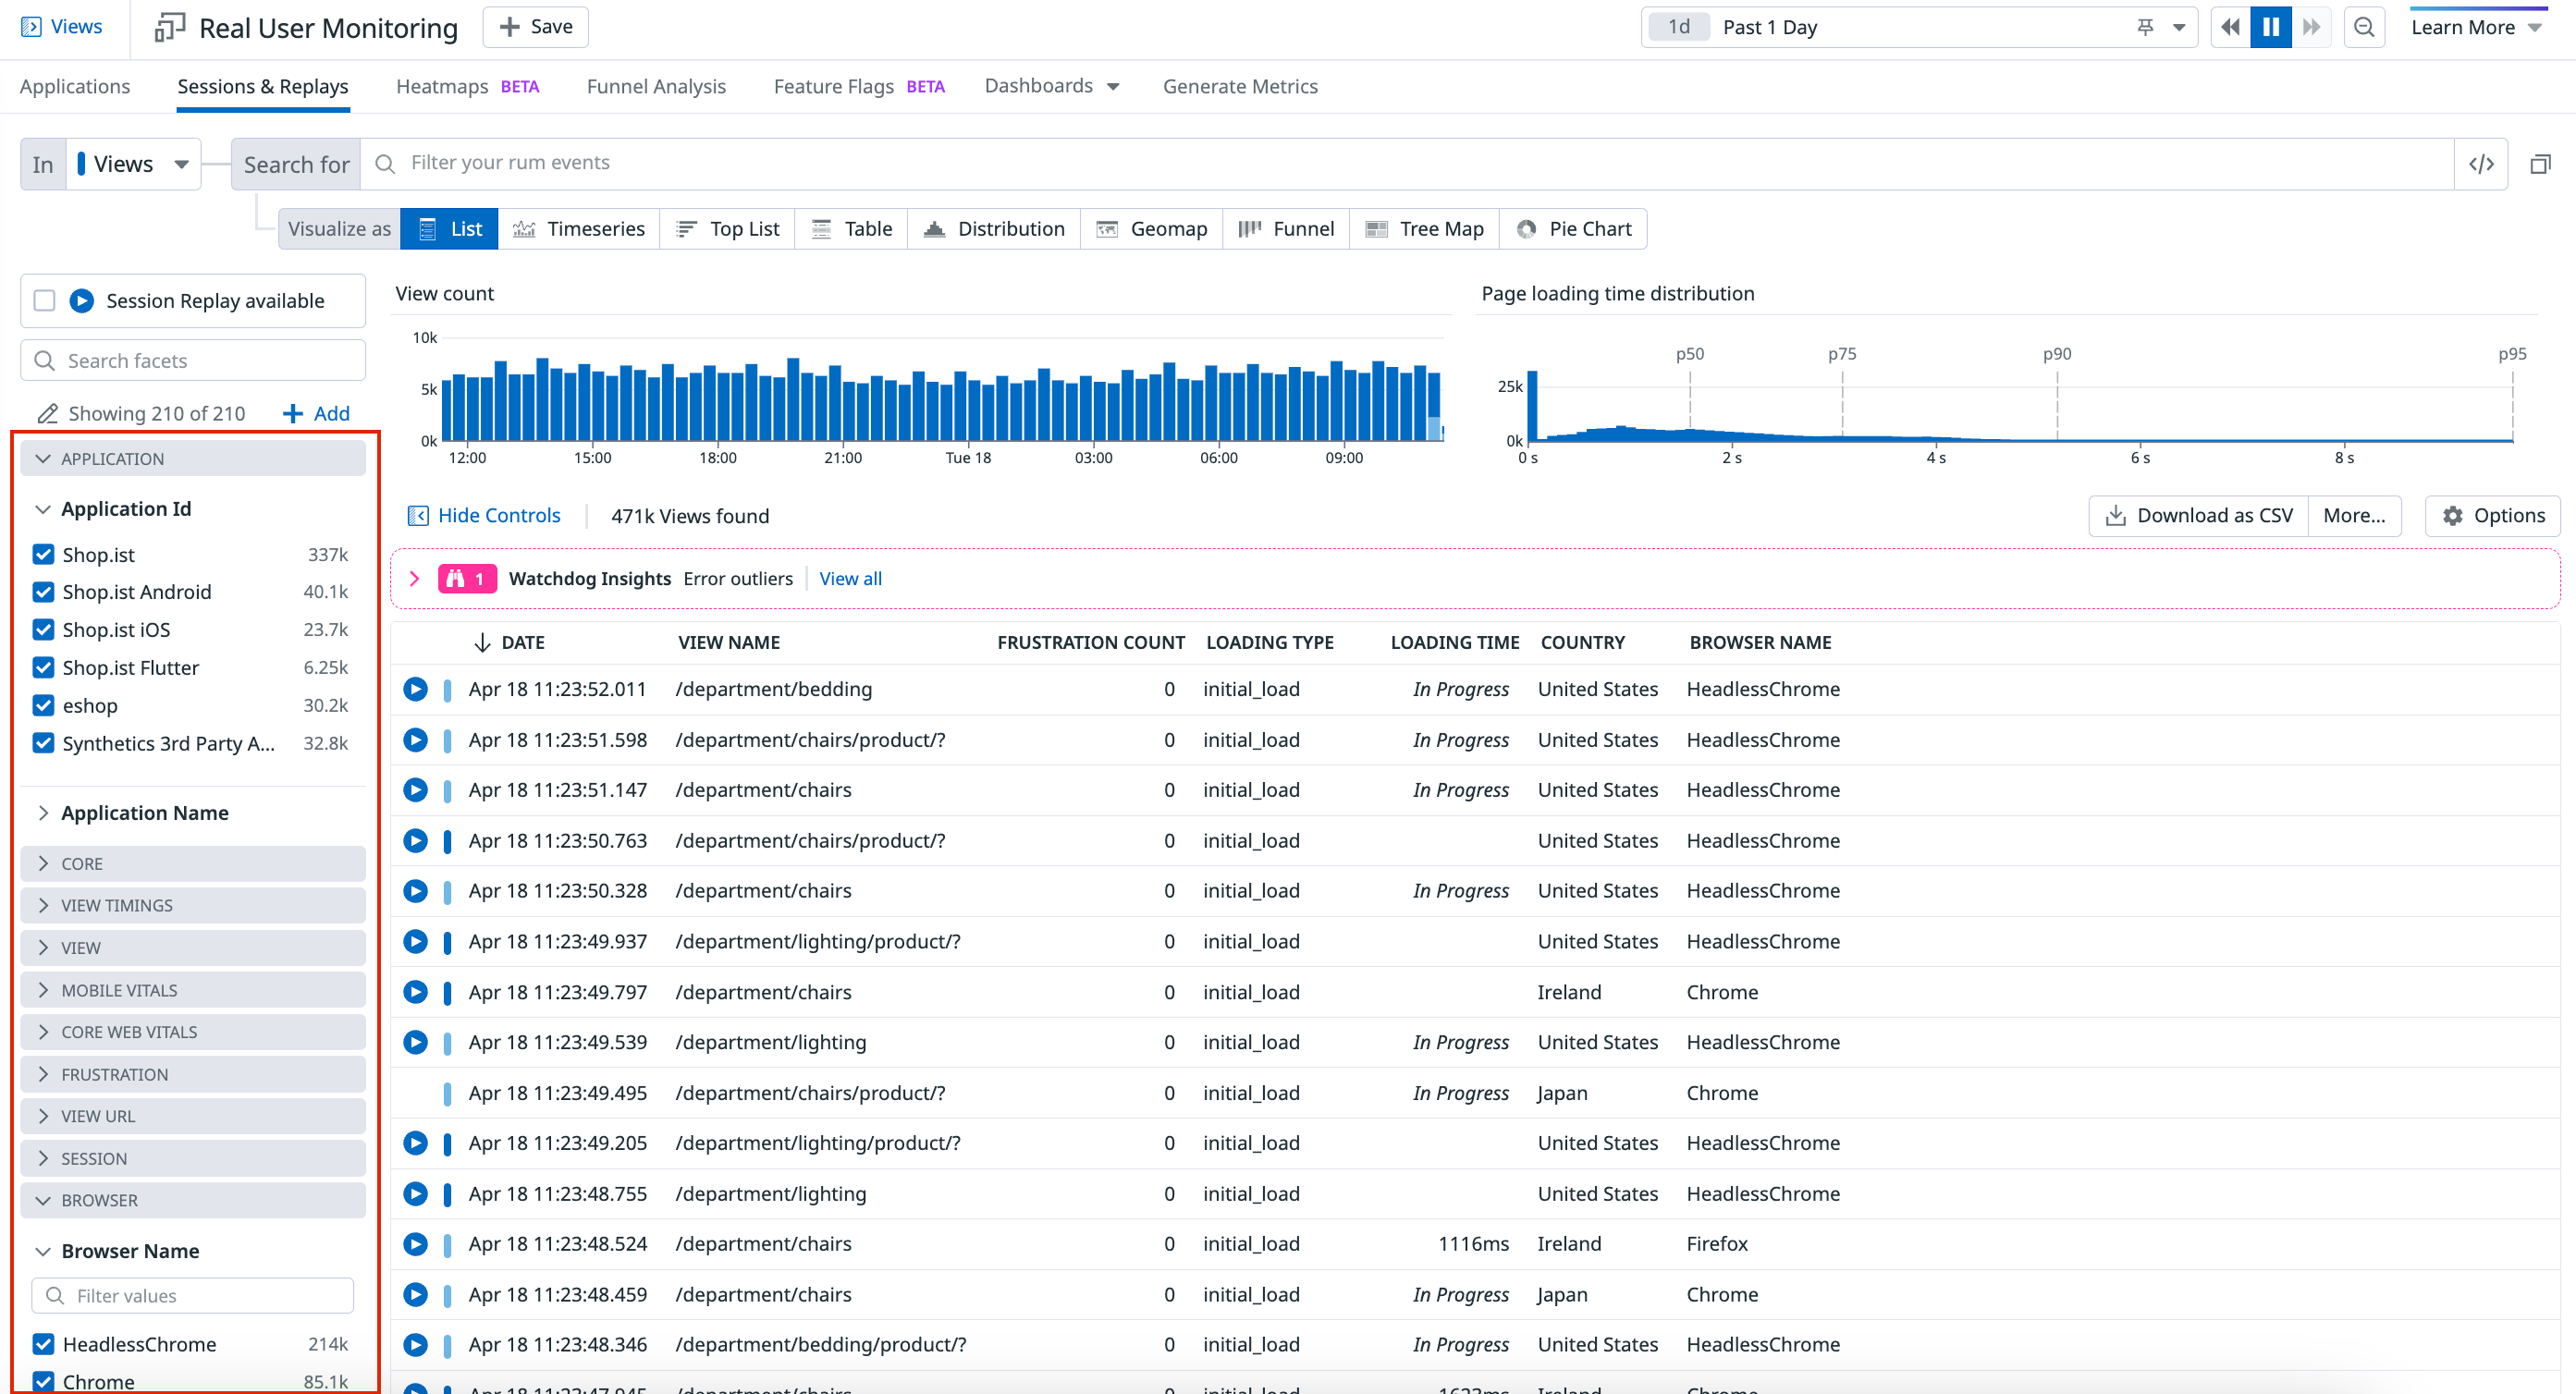 Views Real User Monitoring + Save 1d Past 1 Day Learn More
Applications Sessions & Replays Heatmaps BETA Funnel Analysis Feature Flags BETA Dashboards Generate Metrics
In Views Search for Filter your rum events </>
Visualize as List Timeseries Top List Table Distribution Geomap Funnel Tree Map Pie Chart
Session Replay available
Search facets
Showing 210 of 210 + Add
APPLICATION
Application Id
Shop.ist 337k
Shop.ist Android 40.1k
Shop.ist iOS 23.7k
Shop.ist Flutter 6.25k
eshop 30.2k
Synthetics 3rd Party A... 32.8k
Application Name
CORE
VIEW TIMINGS
VIEW
MOBILE VITALS
CORE WEB VITALS
FRUSTRATION
VIEW URL
SESSION
BROWSER
Browser Name
Filter values
HeadlessChrome 214k
Chrome 85.1k
View count
10k
5k
0k
12:00 15:00 18:00 21:00 Tue 18 03:00 06:00 09:00
Page loading time distribution
p50 p75 p90 p95
25k
0k
0 s 2 s 4 s 6 s 8 s
Hide Controls 471k Views found Download as CSV More... Options
1 Watchdog Insights Error outliers View all
DATE VIEW NAME FRUSTRATION COUNT LOADING TYPE LOADING TIME COUNTRY BROWSER NAME
Apr 18 11:23:52.011 /department/bedding 0 initial_load In Progress United States HeadlessChrome
Apr 18 11:23:51.598 /department/chairs/product/? 0 initial_load In Progress United States HeadlessChrome
Apr 18 11:23:51.147 /department/chairs 0 initial_load In Progress United States HeadlessChrome
Apr 18 11:23:50.763 /department/chairs/product/? 0 initial_load United States HeadlessChrome
Apr 18 11:23:50.328 /department/chairs 0 initial_load In Progress United States HeadlessChrome
Apr 18 11:23:49.937 /department/lighting/product/? 0 initial_load United States HeadlessChrome
Apr 18 11:23:49.797 /department/chairs 0 initial_load Ireland Chrome
Apr 18 11:23:49.539 /department/lighting 0 initial_load In Progress United States HeadlessChrome
Apr 18 11:23:49.495 /department/chairs/product/? 0 initial_load In Progress Japan Chrome
Apr 18 11:23:49.205 /department/lighting/product/? 0 initial_load United States HeadlessChrome
Apr 18 11:23:48.755 /department/lighting 0 initial_load United States HeadlessChrome
Apr 18 11:23:48.524 /department/chairs 0 initial_load 1116ms Ireland Firefox
Apr 18 11:23:48.459 /department/chairs 0 initial_load In Progress Japan Chrome
Apr 18 11:23:48.346 /department/bedding/product/? 0 initial_load In Progress United States HeadlessChrome